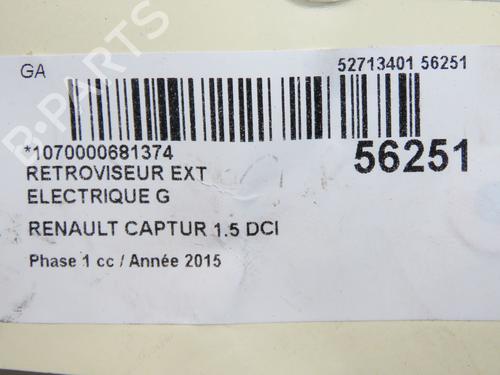 GA
52713401 56251
*1070000681374
56251
RETROVISEUR EXT
ELECTRIQUE G
RENAULT CAPTUR 1.5 DCI
Phase 1 cc / Année 2015
B-PARTS